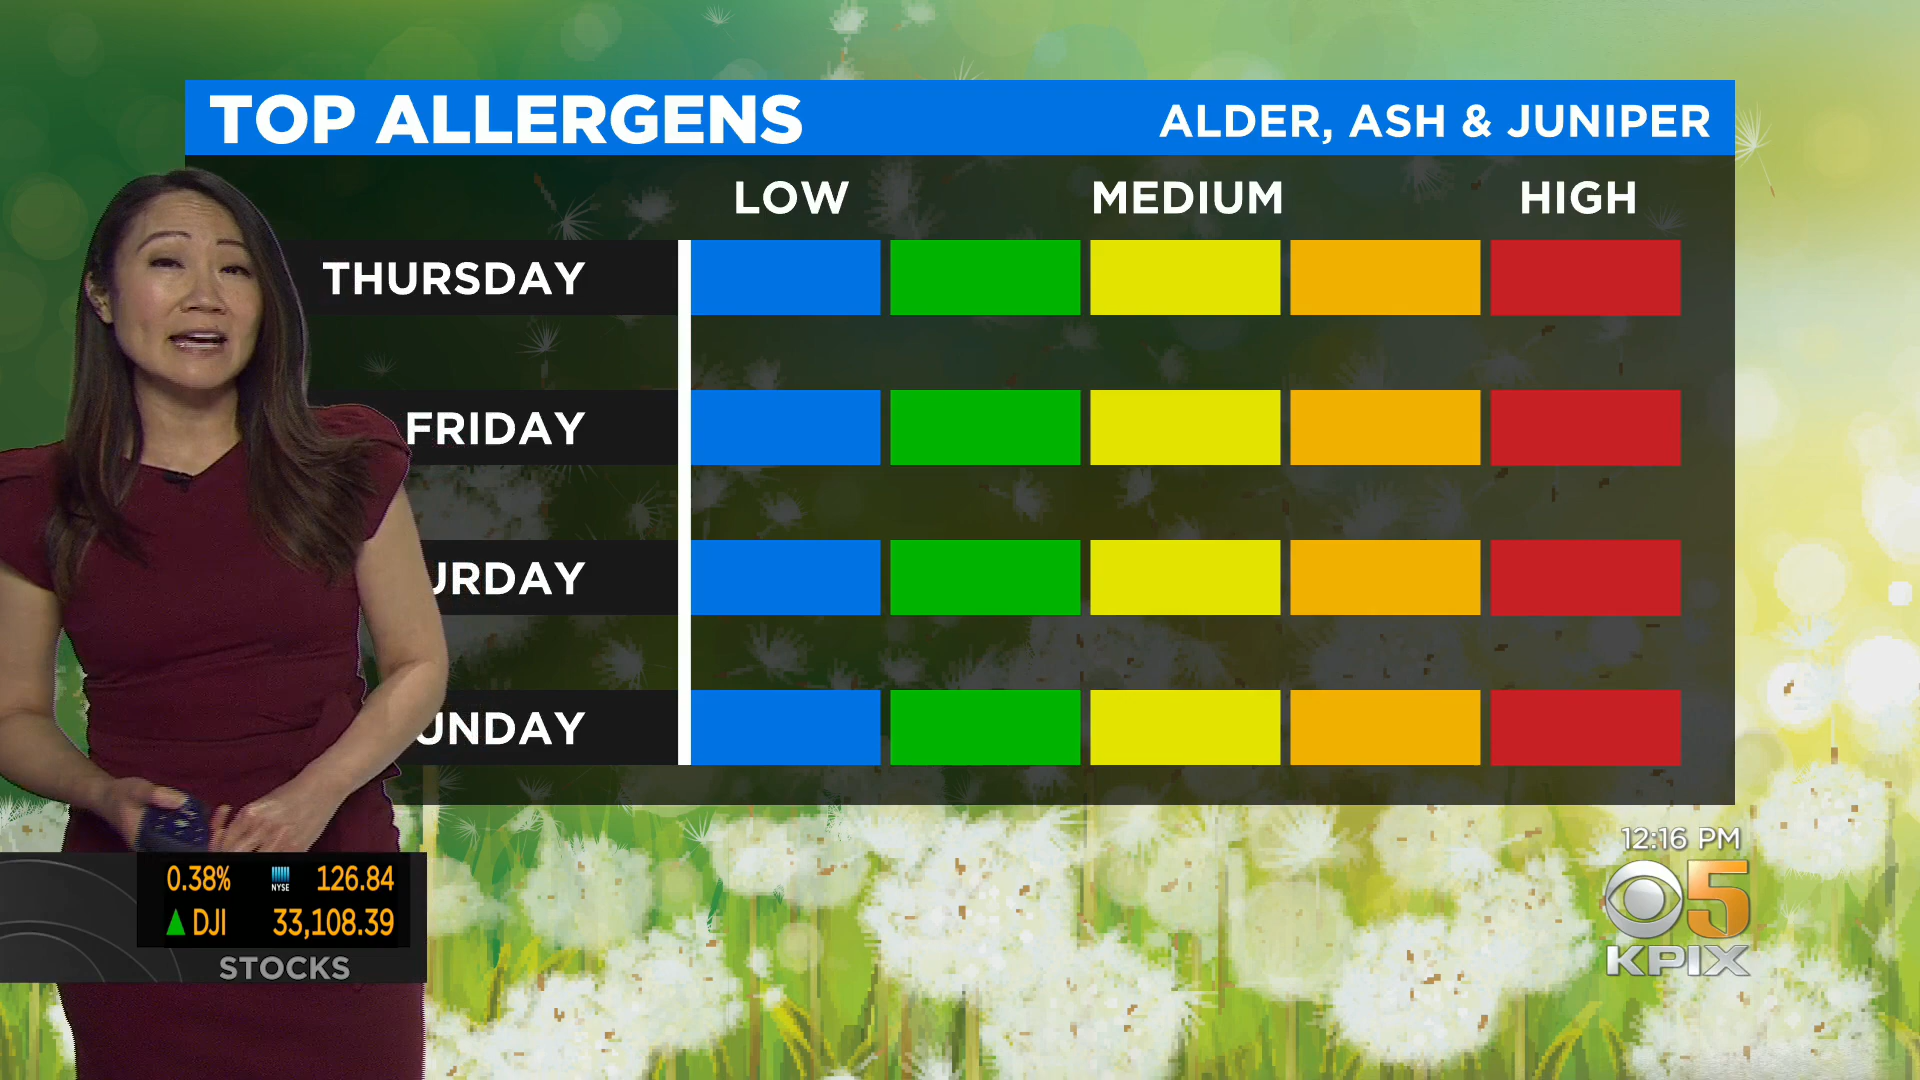 TOP ALLERGENS
ALDER, ASH & JUNIPER
LOW MEDIUM HIGH
THURSDAY
FRIDAY
URDAY
UNDAY
12:16 PM
5
KPIX
0.38% NYSE 126.84
DJI 33,108.39
STOCKS